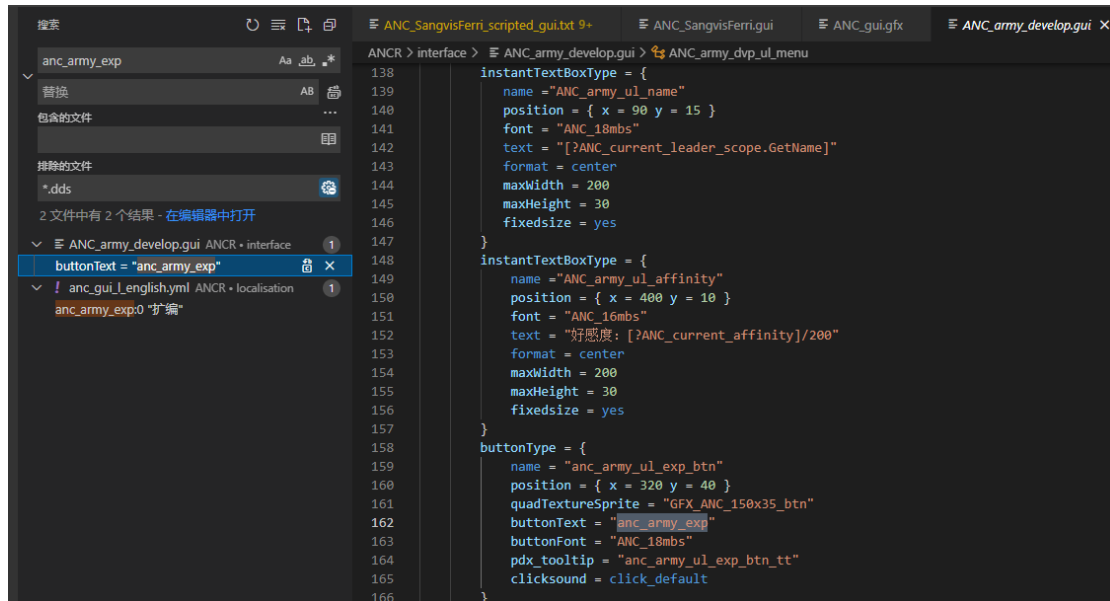 搜索
anc_army_exp
Aa ab .*
替换
AB
包含的文件
...
排除的文件
*.dds
2 文件中有 2 个结果 - 在编辑器中打开
ANC_army_develop.gui ANCR • interface 1
buttonText = "anc_army_exp"
! anc_gui_l_english.yml ANCR • localisation 1
anc_army_exp:0 "扩编"
ANC_SangvisFerri_scripted_gui.txt 9+
ANC_SangvisFerri.gui
ANC_gui.gfx
ANC_army_develop.gui
ANCR > interface > ANC_army_develop.gui > ANC_army_dvp_ul_menu
138 instantTextBoxType = {
139 name ="ANC_army_ul_name"
140 position = { x = 90 y = 15 }
141 font = "ANC_18mbs"
142 text = "[?ANC_current_leader_scope.GetName]"
143 format = center
144 maxWidth = 200
145 maxHeight = 30
146 fixedsize = yes
147 }
148 instantTextBoxType = {
149 name ="ANC_army_ul_affinity"
150 position = { x = 400 y = 10 }
151 font = "ANC_16mbs"
152 text = "好感度: [?ANC_current_affinity]/200"
153 format = center
154 maxWidth = 200
155 maxHeight = 30
156 fixedsize = yes
157 }
158 buttonType = {
159 name = "anc_army_ul_exp_btn"
160 position = { x = 320 y = 40 }
161 quadTextureSprite = "GFX_ANC_150x35_btn"
162 buttonText = "anc_army_exp"
163 buttonFont = "ANC_18mbs"
164 pdx_tooltip = "anc_army_ul_exp_btn_tt"
165 clicksound = click_default
166 }